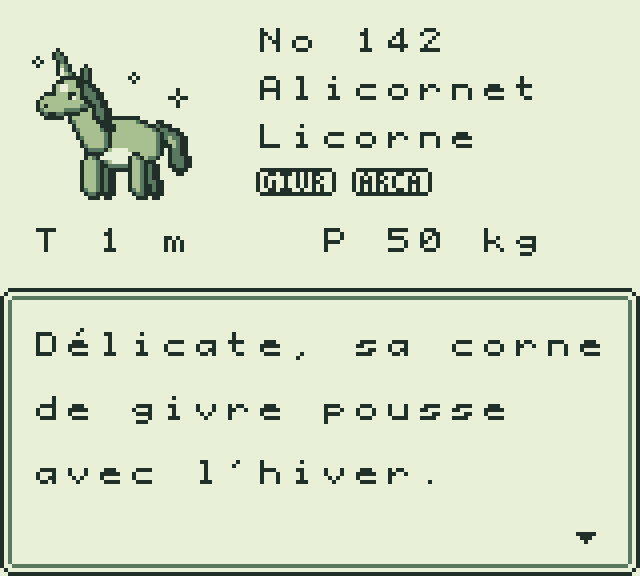 No 142
Alicornet
Licorne
GIVR ARCA
T 1 m P 50 kg
Délicate, sa corne
de givre pousse
avec l'hiver.